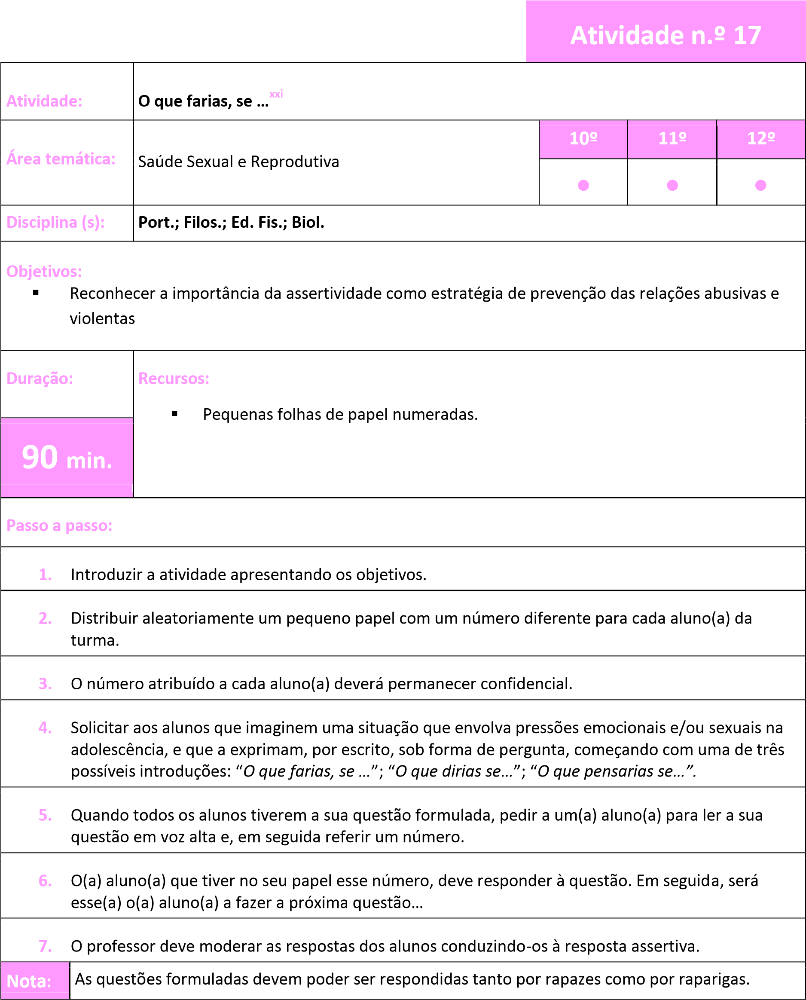 Atividade n.º 17
Atividade:
O que farias, se ...xxi
Área temática:
Saúde Sexual e Reprodutiva
10º
11º
12º
●
●
●
Disciplina (s):
Port.; Filos.; Ed. Fis.; Biol.
Objetivos:
▪ Reconhecer a importância da assertividade como estratégia de prevenção das relações abusivas e
violentas
Duração:
90 min.
Recursos:
▪ Pequenas folhas de papel numeradas.
Passo a passo:
1. Introduzir a atividade apresentando os objetivos.
2. Distribuir aleatoriamente um pequeno papel com um número diferente para cada aluno(a) da
turma.
3. O número atribuído a cada aluno(a) deverá permanecer confidencial.
4. Solicitar aos alunos que imaginem uma situação que envolva pressões emocionais e/ou sexuais na
adolescência, e que a exprimam, por escrito, sob forma de pergunta, começando com uma de três
possíveis introduções: “O que farias, se ...”; “O que dirias se...”; “O que pensarias se...”.
5. Quando todos os alunos tiverem a sua questão formulada, pedir a um(a) aluno(a) para ler a sua
questão em voz alta e, em seguida referir um número.
6. O(a) aluno(a) que tiver no seu papel esse número, deve responder à questão. Em seguida, será
esse(a) o(a) aluno(a) a fazer a próxima questão...
7. O professor deve moderar as respostas dos alunos conduzindo-os à resposta assertiva.
Nota:
As questões formuladas devem poder ser respondidas tanto por rapazes como por raparigas.